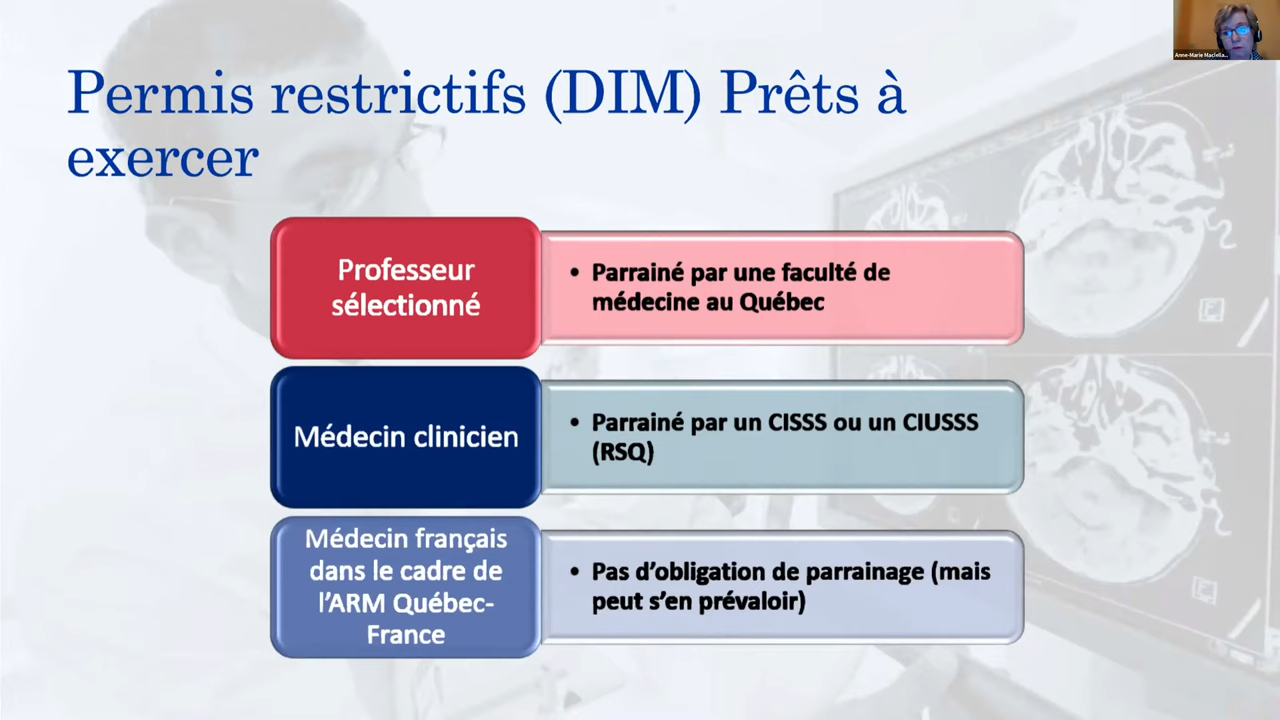 Anne-Marie Maclella...
Permis restrictifs (DIM) Prêts à
exercer
Professeur
sélectionné
• Parrainé par une faculté de
médecine au Québec
Médecin clinicien
• Parrainé par un CISSS ou un CIUSSS
(RSQ)
Médecin français
dans le cadre de
l’ARM Québec-
France
• Pas d’obligation de parrainage (mais
peut s’en prévaloir)